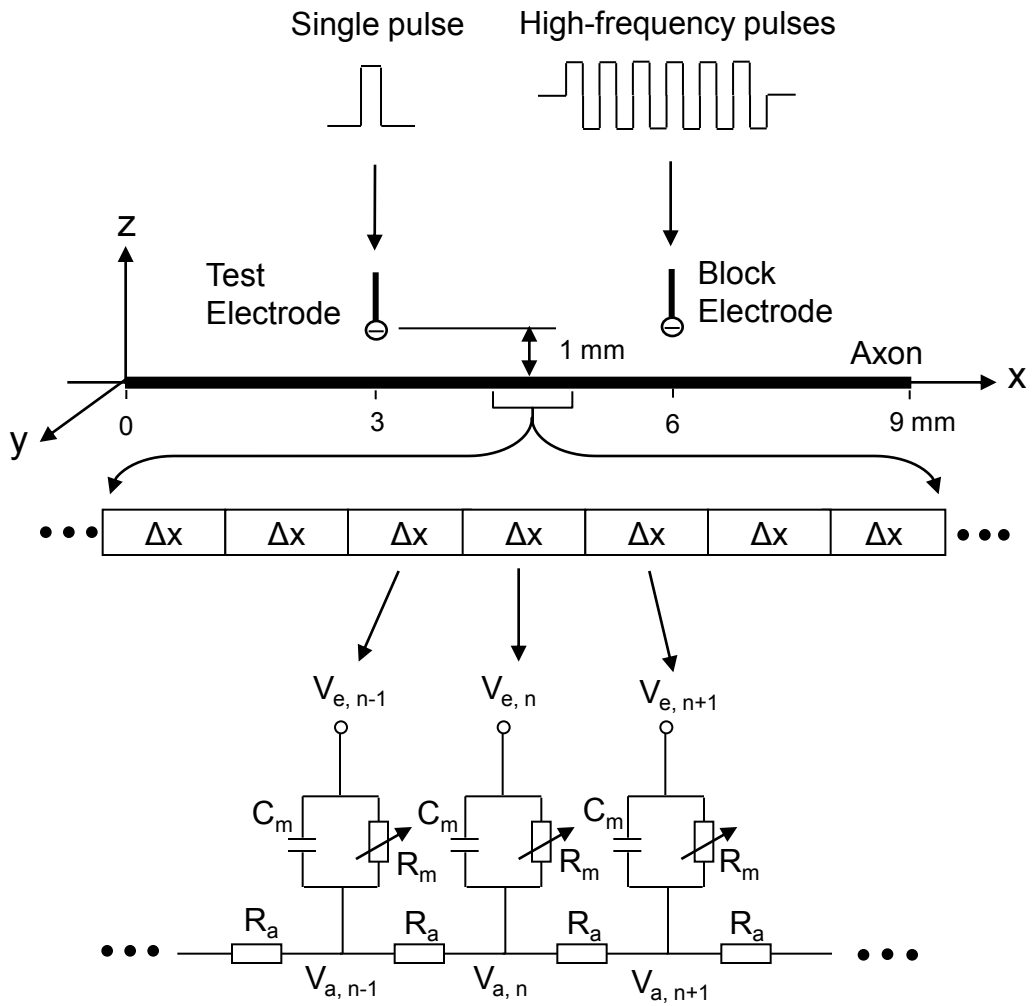 Single pulse
High-frequency pulses
z
Test
Electrode
Block
Electrode
1 mm
Axon
x
y
0
3
6
9 mm
Δx Δx Δx Δx Δx Δx Δx
V e, n-1
V e, n
V e, n+1
C m
R m
C m
R m
C m
R m
R a
R a
R a
R a
V a, n-1
V a, n
V a, n+1